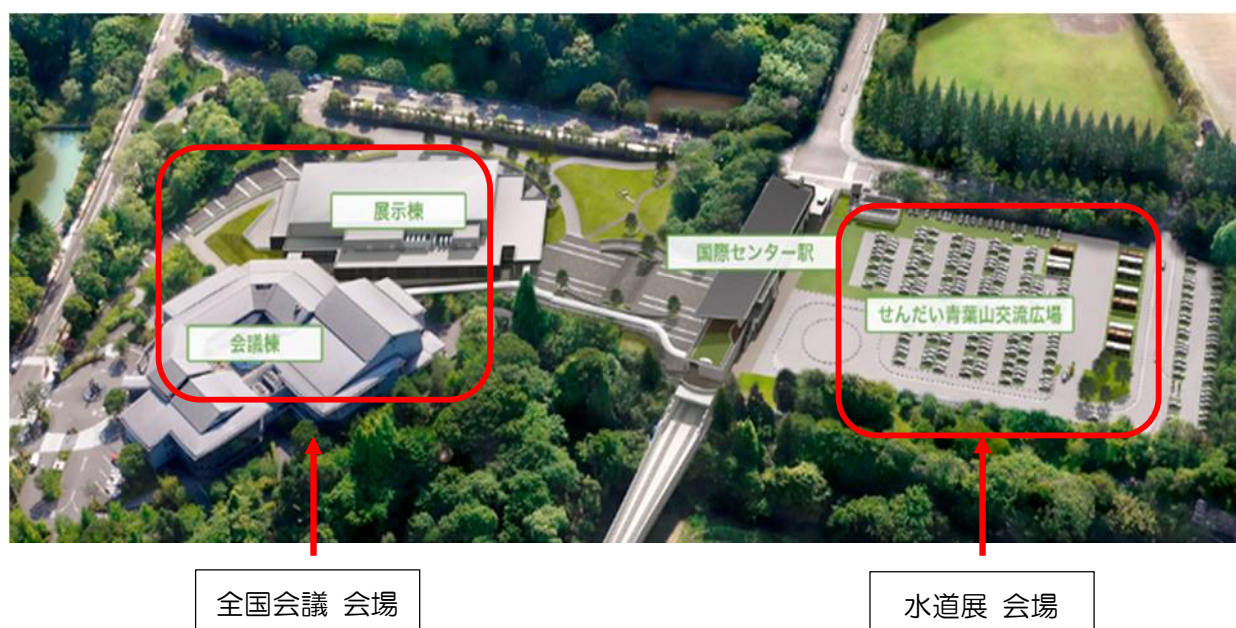 展示棟
国際センター駅
せんだい青葉山交流広場
会議棟
全国会議 会場
水道展 会場